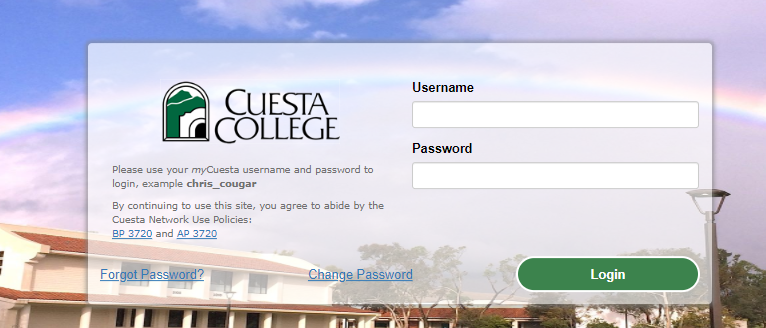 CUESTA
COLLEGE
Please use your myCuesta username and password to
login, example chris_cougar
By continuing to use this site, you agree to abide by the
Cuesta Network Use Policies:
BP 3720 and AP 3720
Username
Password
Forgot Password?
Change Password
Login